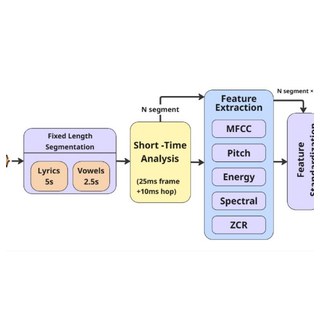 Fixed Length
Segmentation
Lyrics
5s
Vowels
2.5s
N segment
Short -Time
Analysis
(25ms frame
+10ms hop)
Feature
Extraction
MFCC
Pitch
Energy
Spectral
ZCR
N segment
Feature
Standardization